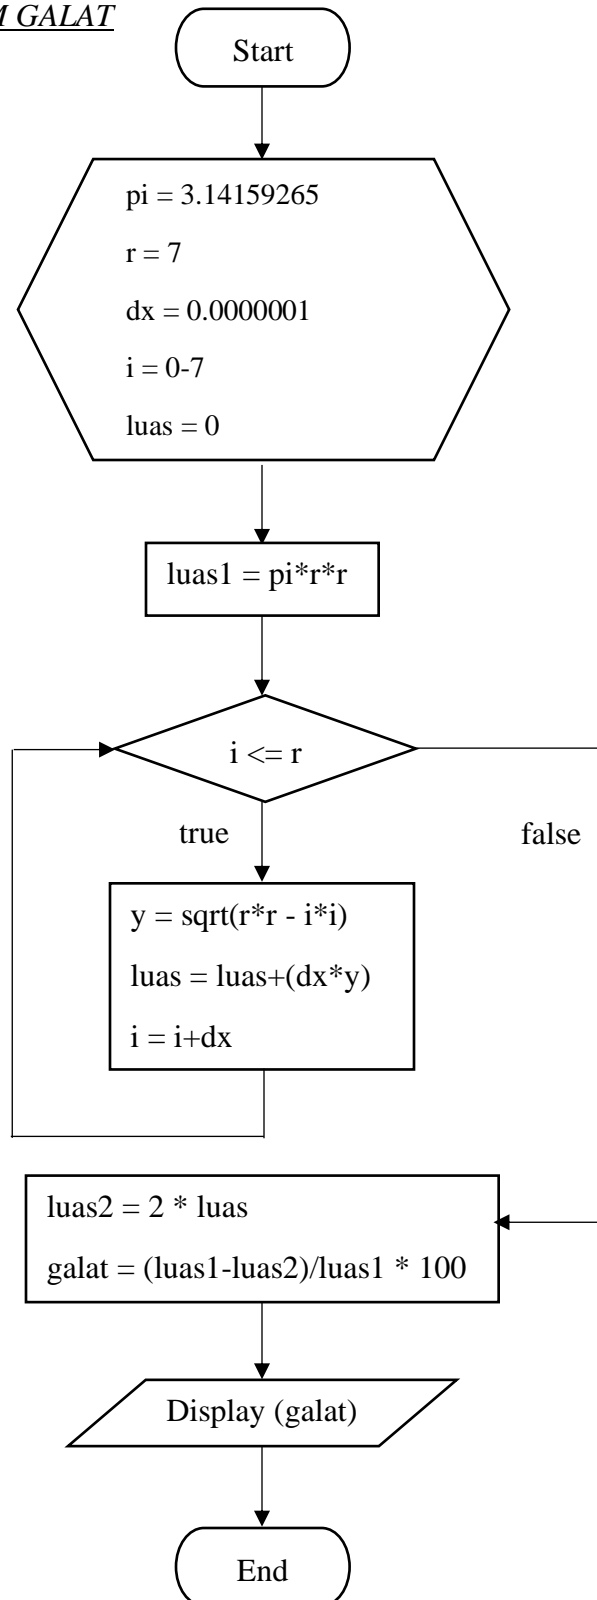 GALAT
Start
pi = 3.14159265
r = 7
dx = 0.0000001
i = 0-7
luas = 0
luas1 = pi*r*r
i <= r
true
false
y = sqrt(r*r - i*i)
luas = luas+(dx*y)
i = i+dx
luas2 = 2 * luas
galat = (luas1-luas2)/luas1 * 100
Display (galat)
End